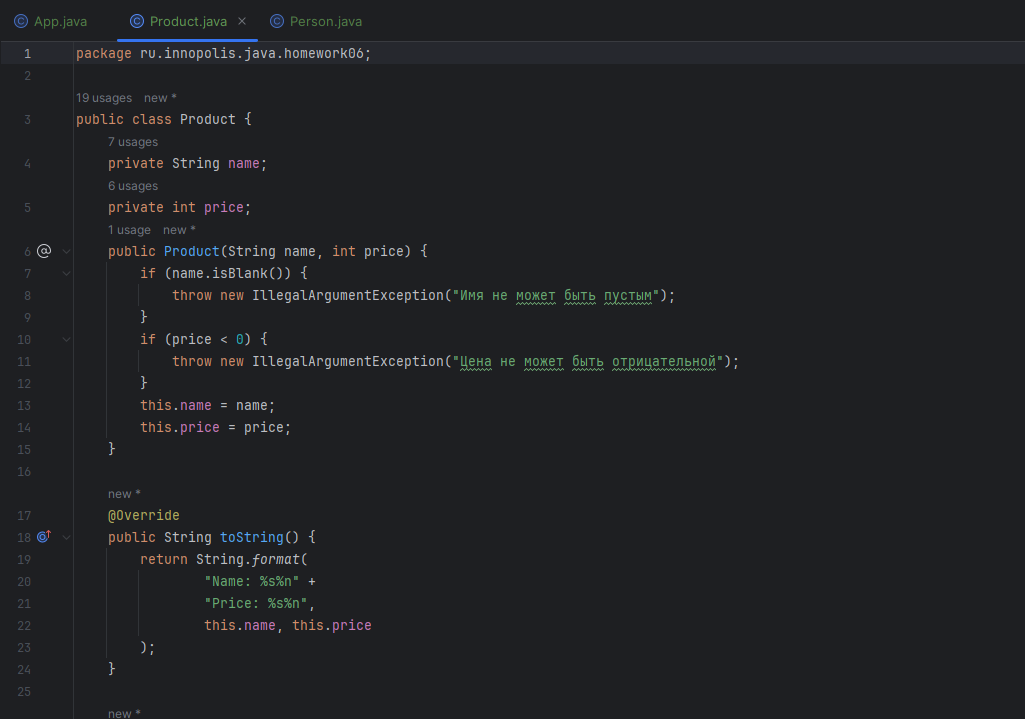 App.java Product.java Person.java
1 package ru.innopolis.java.homework06;
2
19 usages new *
3 public class Product {
7 usages
4 private String name;
6 usages
5 private int price;
1 usage new *
6 @ public Product(String name, int price) {
7 if (name.isBlank()) {
8 throw new IllegalArgumentException("Имя не может быть пустым");
9 }
10 if (price < 0) {
11 throw new IllegalArgumentException("Цена не может быть отрицательной");
12 }
13 this.name = name;
14 this.price = price;
15 }
16
new *
17 @Override
18 public String toString() {
19 return String.format(
20 "Name: %s%n" +
21 "Price: %s%n",
22 this.name, this.price
23 );
24 }
25
new *